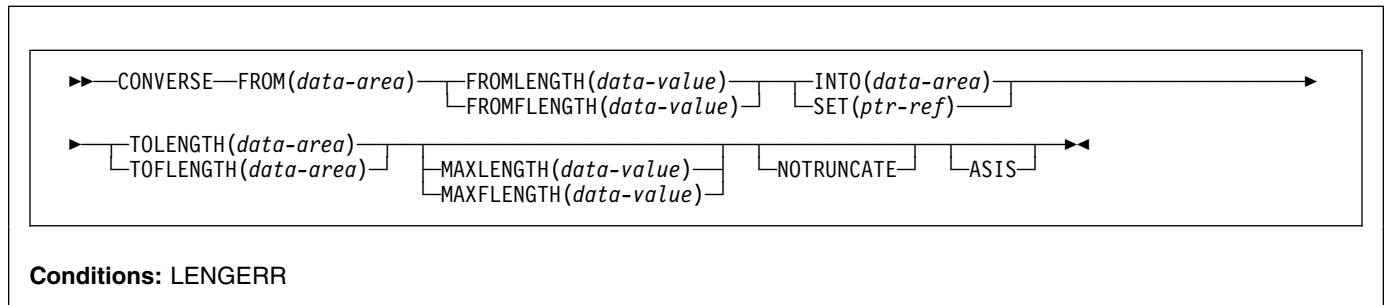 CONVERSE FROM(data-area) FROMLENGTH(data-value) INTO(data-area)
FROMFLENGTH(data-value) SET(ptr-ref)
TOLENGTH(data-area)
TOFLENGTH(data-area) MAXLENGTH(data-value) NOTRUNCATE ASIS
MAXFLENGTH(data-value)
Conditions: LENGERR